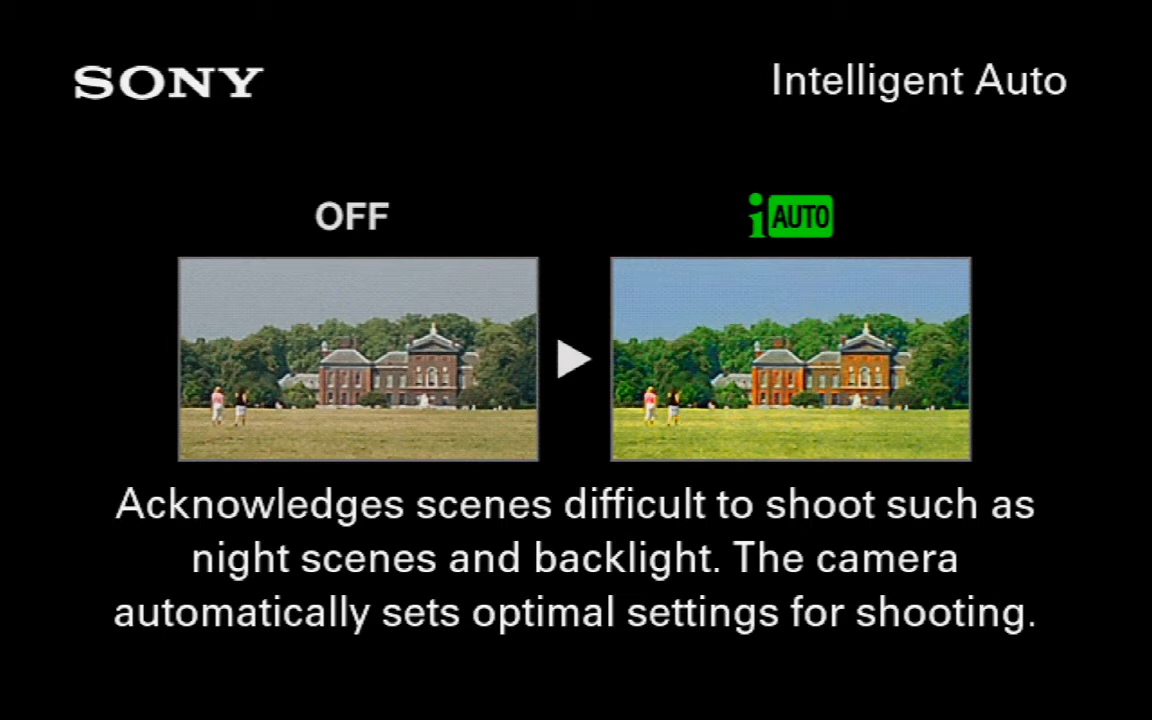 SONY
Intelligent Auto
OFF
iAUTO
Acknowledges scenes difficult to shoot such as
night scenes and backlight. The camera
automatically sets optimal settings for shooting.